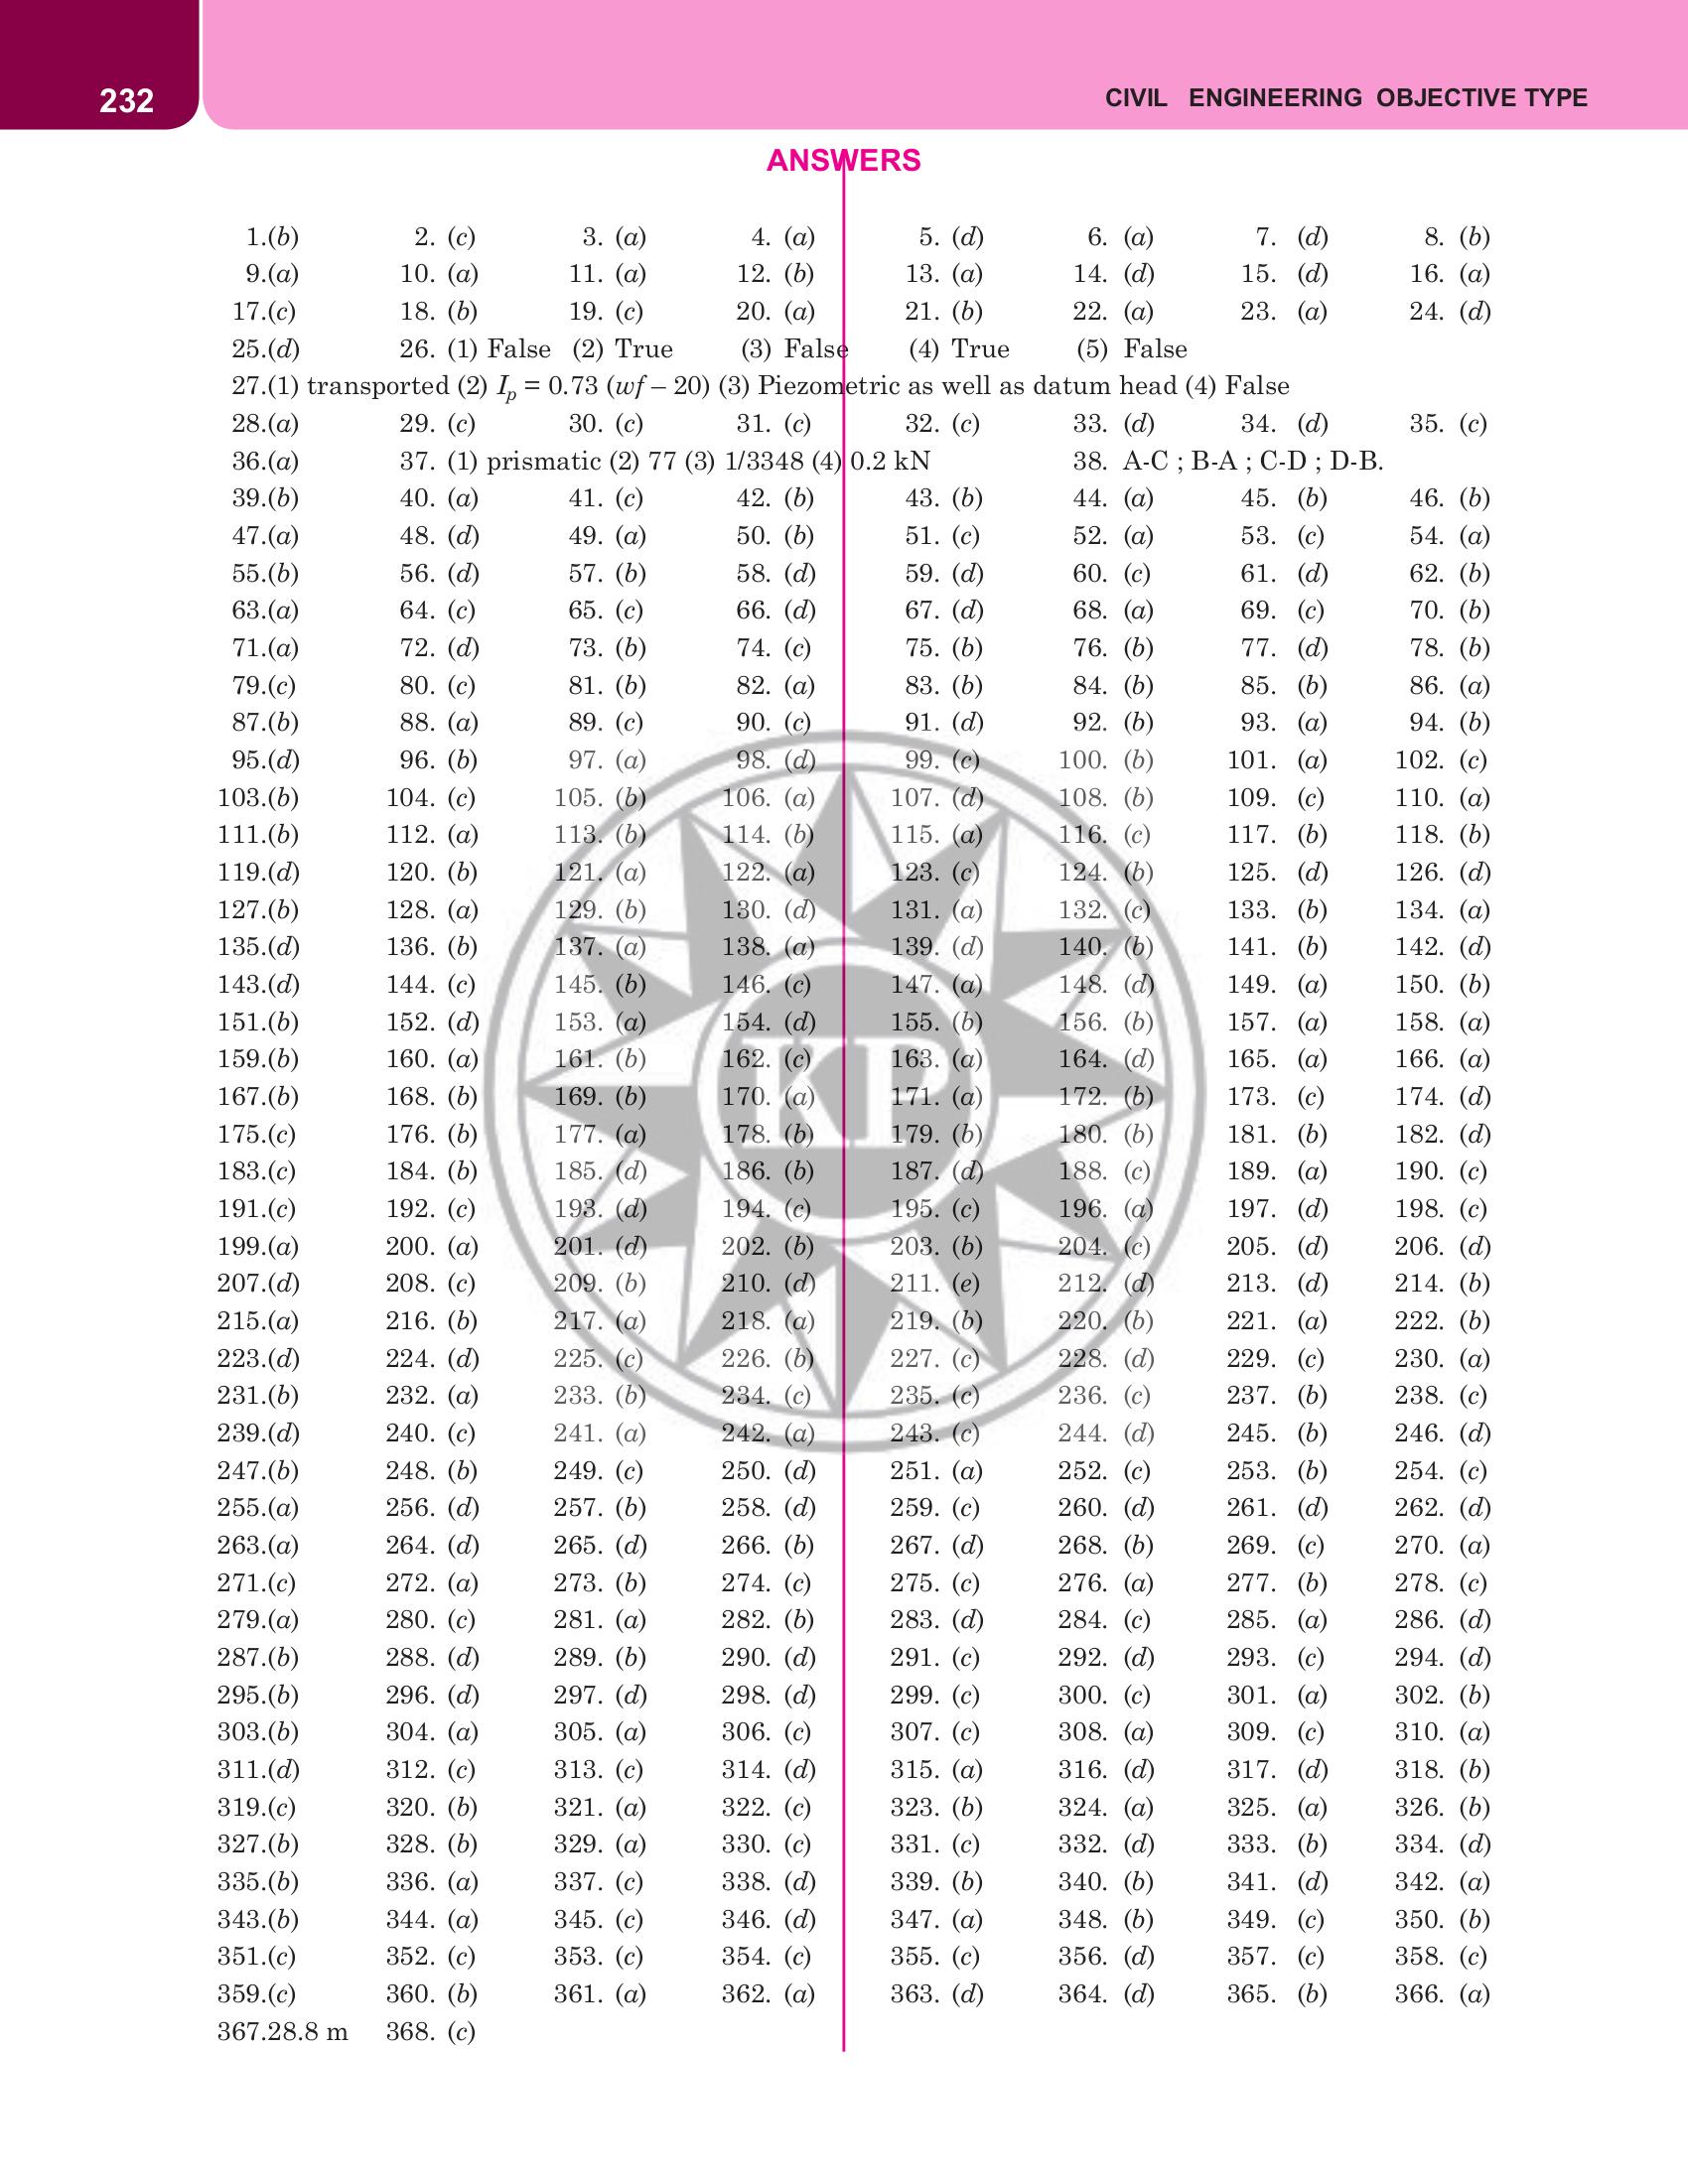 232
CIVIL ENGINEERING OBJECTIVE TYPE
ANSWERS
1.(b) 2. (c) 3. (a) 4. (a) 5. (d) 6. (a) 7. (d) 8. (b)
9.(a) 10. (a) 11. (a) 12. (b) 13. (a) 14. (d) 15. (d) 16. (a)
17.(c) 18. (b) 19. (c) 20. (a) 21. (b) 22. (a) 23. (a) 24. (d)
25.(d) 26. (1) False (2) True (3) False (4) True (5) False
27.(1) transported (2) Ip = 0.73 (wf – 20) (3) Piezometric as well as datum head (4) False
28.(a) 29. (c) 30. (c) 31. (c) 32. (c) 33. (d) 34. (d) 35. (c)
36.(a) 37. (1) prismatic (2) 77 (3) 1/3348 (4) 0.2 kN 38. A-C ; B-A ; C-D ; D-B.
39.(b) 40. (a) 41. (c) 42. (b) 43. (b) 44. (a) 45. (b) 46. (b)
47.(a) 48. (d) 49. (a) 50. (b) 51. (c) 52. (a) 53. (c) 54. (a)
55.(b) 56. (d) 57. (b) 58. (d) 59. (d) 60. (c) 61. (d) 62. (b)
63.(a) 64. (c) 65. (c) 66. (d) 67. (d) 68. (a) 69. (c) 70. (b)
71.(a) 72. (d) 73. (b) 74. (c) 75. (b) 76. (b) 77. (d) 78. (b)
79.(c) 80. (c) 81. (b) 82. (a) 83. (b) 84. (b) 85. (b) 86. (a)
87.(b) 88. (a) 89. (c) 90. (c) 91. (d) 92. (b) 93. (a) 94. (b)
95.(d) 96. (b) 97. (a) 98. (d) 99. (c) 100. (b) 101. (a) 102. (c)
103.(b) 104. (c) 105. (b) 106. (a) 107. (d) 108. (b) 109. (c) 110. (a)
111.(b) 112. (a) 113. (b) 114. (b) 115. (a) 116. (c) 117. (b) 118. (b)
119.(d) 120. (b) 121. (a) 122. (a) 123. (c) 124. (b) 125. (d) 126. (d)
127.(b) 128. (a) 129. (b) 130. (d) 131. (a) 132. (c) 133. (b) 134. (a)
135.(d) 136. (b) 137. (a) 138. (a) 139. (d) 140. (b) 141. (b) 142. (d)
143.(d) 144. (c) 145. (b) 146. (c) 147. (a) 148. (d) 149. (a) 150. (b)
151.(b) 152. (d) 153. (a) 154. (d) 155. (b) 156. (b) 157. (a) 158. (a)
159.(b) 160. (a) 161. (b) 162. (c) 163. (a) 164. (d) 165. (a) 166. (a)
167.(b) 168. (b) 169. (b) 170. (a) 171. (a) 172. (b) 173. (c) 174. (d)
175.(c) 176. (b) 177. (a) 178. (b) 179. (b) 180. (b) 181. (b) 182. (d)
183.(c) 184. (b) 185. (d) 186. (b) 187. (d) 188. (c) 189. (a) 190. (c)
191.(c) 192. (c) 193. (d) 194. (c) 195. (c) 196. (a) 197. (d) 198. (c)
199.(a) 200. (a) 201. (d) 202. (b) 203. (b) 204. (c) 205. (d) 206. (d)
207.(d) 208. (c) 209. (b) 210. (d) 211. (e) 212. (d) 213. (d) 214. (b)
215.(a) 216. (b) 217. (a) 218. (a) 219. (b) 220. (b) 221. (a) 222. (b)
223.(d) 224. (d) 225. (c) 226. (b) 227. (c) 228. (d) 229. (c) 230. (a)
231.(b) 232. (a) 233. (b) 234. (c) 235. (c) 236. (c) 237. (b) 238. (c)
239.(d) 240. (c) 241. (a) 242. (a) 243. (c) 244. (d) 245. (b) 246. (d)
247.(b) 248. (b) 249. (c) 250. (d) 251. (a) 252. (c) 253. (b) 254. (c)
255.(a) 256. (d) 257. (b) 258. (d) 259. (c) 260. (d) 261. (d) 262. (d)
263.(a) 264. (d) 265. (d) 266. (b) 267. (d) 268. (b) 269. (c) 270. (a)
271.(c) 272. (a) 273. (b) 274. (c) 275. (c) 276. (a) 277. (b) 278. (c)
279.(a) 280. (c) 281. (a) 282. (b) 283. (d) 284. (c) 285. (a) 286. (d)
287.(b) 288. (d) 289. (b) 290. (d) 291. (c) 292. (d) 293. (c) 294. (d)
295.(b) 296. (d) 297. (d) 298. (d) 299. (c) 300. (c) 301. (a) 302. (b)
303.(b) 304. (a) 305. (a) 306. (c) 307. (c) 308. (a) 309. (c) 310. (a)
311.(d) 312. (c) 313. (c) 314. (d) 315. (a) 316. (d) 317. (d) 318. (b)
319.(c) 320. (b) 321. (a) 322. (c) 323. (b) 324. (a) 325. (a) 326. (b)
327.(b) 328. (b) 329. (a) 330. (c) 331. (c) 332. (d) 333. (b) 334. (d)
335.(b) 336. (a) 337. (c) 338. (d) 339. (b) 340. (b) 341. (d) 342. (a)
343.(b) 344. (a) 345. (c) 346. (d) 347. (a) 348. (b) 349. (c) 350. (b)
351.(c) 352. (c) 353. (c) 354. (c) 355. (c) 356. (d) 357. (c) 358. (c)
359.(c) 360. (b) 361. (a) 362. (a) 363. (d) 364. (d) 365. (b) 366. (a)
367.28.8 m 368. (c)
KP